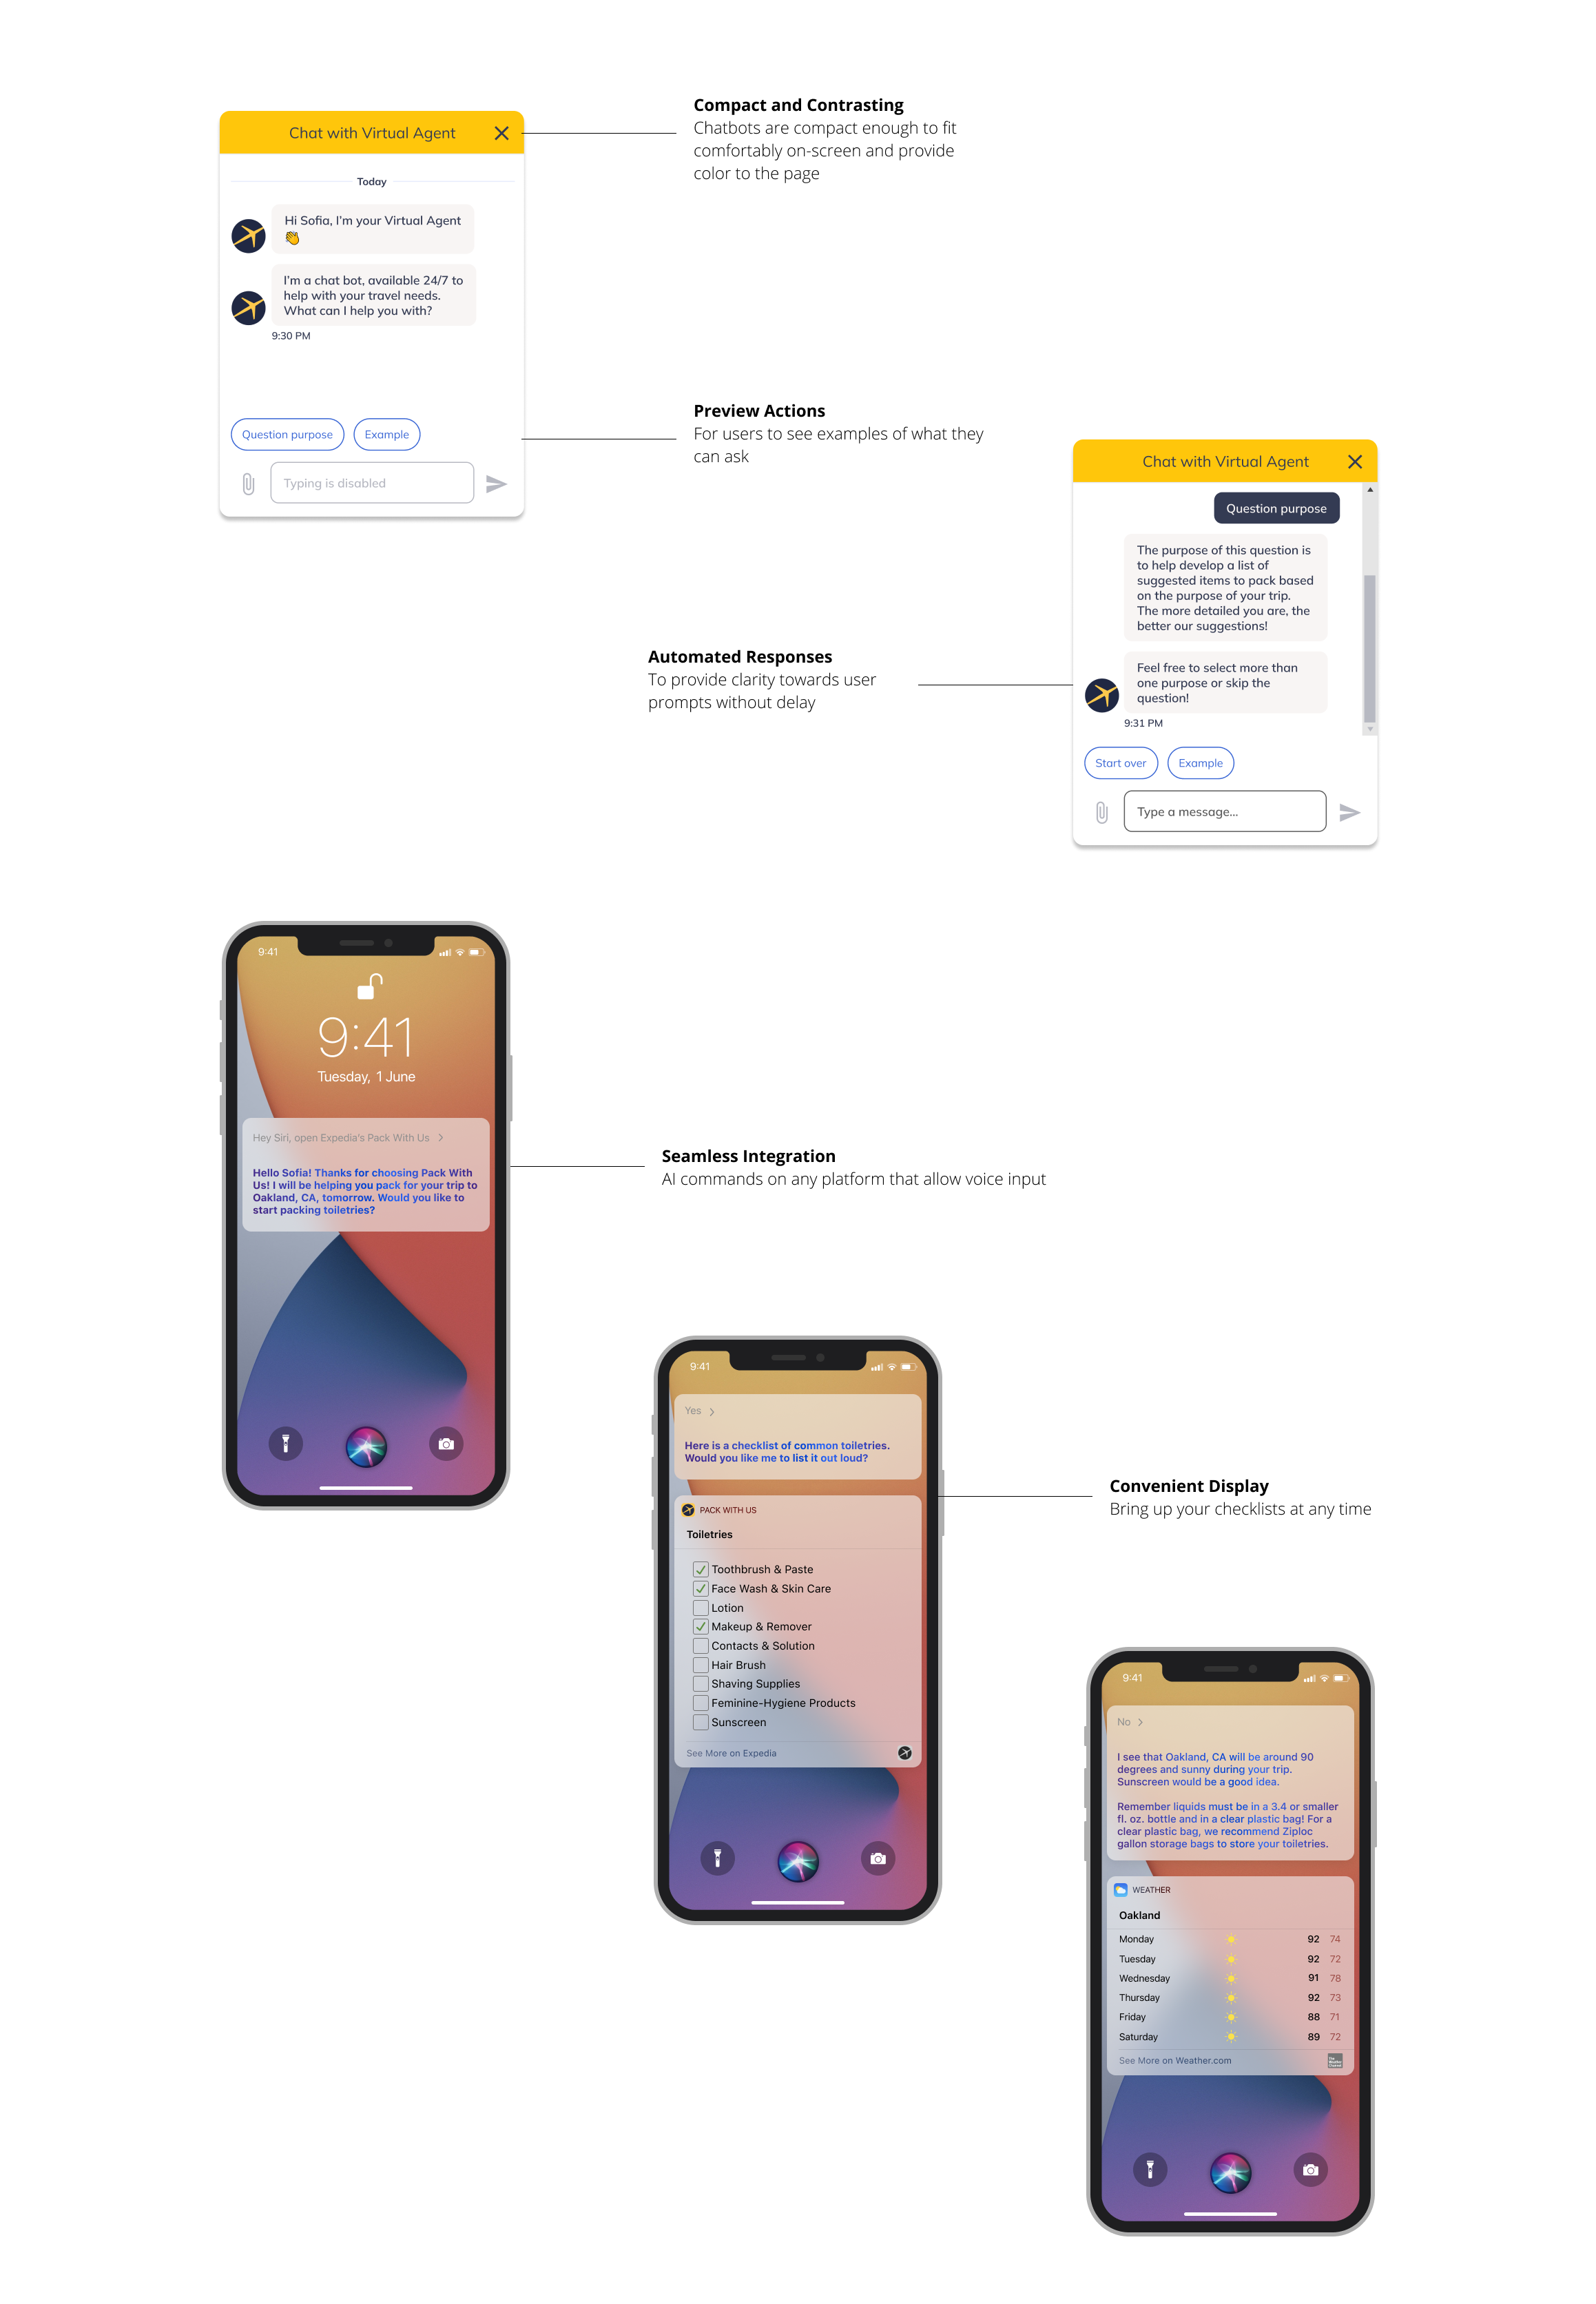 Chat with Virtual Agent
Today
Hi Sofia, I'm your Virtual Agent
👏
I'm a chat bot, available 24/7 to
help with your travel needs.
What can I help you with?
9:30 PM
Question purpose
Example
Typing is disabled
Compact and Contrasting
Chatbots are compact enough to fit
comfortably on-screen and provide
color to the page
Preview Actions
For users to see examples of what they
can ask
Chat with Virtual Agent
Question purpose
The purpose of this question is
to help develop a list of
suggested items to pack based
on the purpose of your trip.
The more detailed you are, the
better our suggestions!
Feel free to select more than
one purpose or skip the
question!
9:31 PM
Start over
Example
Type a message...
Automated Responses
To provide clarity towards user
prompts without delay
9:41
9:41
Tuesday, 1 June
Hey Siri, open Expedia's Pack With Us
Hello Sofia! Thanks for choosing Pack With
Us! I will be helping you pack for your trip to
Oakland, CA, tomorrow. Would you like to
start packing toiletries?
Seamless Integration
AI commands on any platform that allow voice input
9:41
Yes
Here is a checklist of common toiletries.
Would you like me to list it out loud?
PACK WITH US
Toiletries
Toothbrush & Paste
Face Wash & Skin Care
Lotion
Makeup & Remover
Contacts & Solution
Hair Brush
Shaving Supplies
Feminine-Hygiene Products
Sunscreen
See More on Expedia
Convenient Display
Bring up your checklists at any time
9:41
No
I see that Oakland, CA will be around 90
degrees and sunny during your trip.
Sunscreen would be a good idea.
Remember liquids must be in a 3.4 or smaller
fl. oz. bottle and in a clear plastic bag! For a
clear plastic bag, we recommend Ziploc
gallon storage bags to store your toiletries.
WEATHER
Oakland
Monday 92 74
Tuesday 92 72
Wednesday 91 78
Thursday 92 73
Friday 88 71
Saturday 89 72
See More on Weather.com
The
Weather
Channel